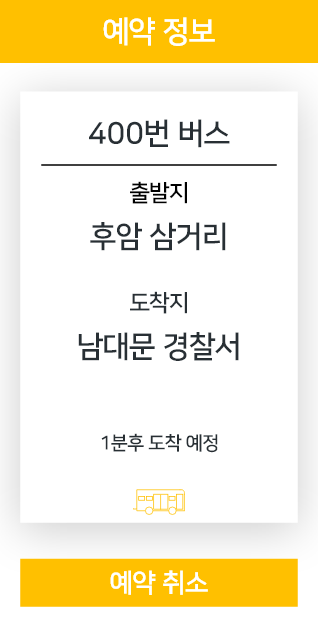 예약 정보
400번 버스
출발지
후암 삼거리
도착지
남대문 경찰서
1분후 도착 예정
예약 취소